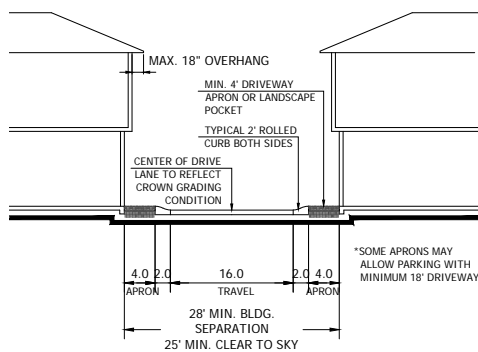 MAX. 18" OVERHANG
MIN. 4' DRIVEWAY
APRON OR LANDSCAPE
POCKET
TYPICAL 2' ROLLED
CURB BOTH SIDES
CENTER OF DRIVE
LANE TO REFLECT
CROWN GRADING
CONDITION
*SOME APRONS MAY
ALLOW PARKING WITH
MINIMUM 18' DRIVEWAY
4.0 2.0 16.0 2.0 4.0
APRON TRAVEL APRON
28' MIN. BLDG.
SEPARATION
25' MIN. CLEAR TO SKY